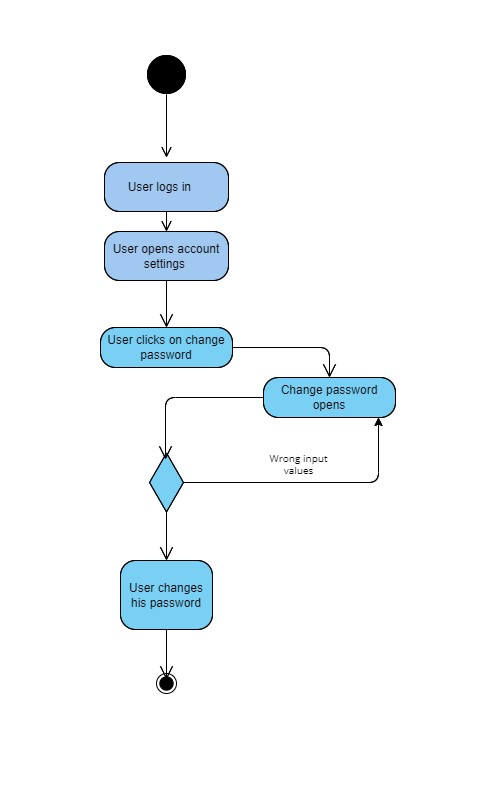 User logs in
User opens account
settings
User clicks on change
password
Change password
opens
Wrong input
values
User changes
his password